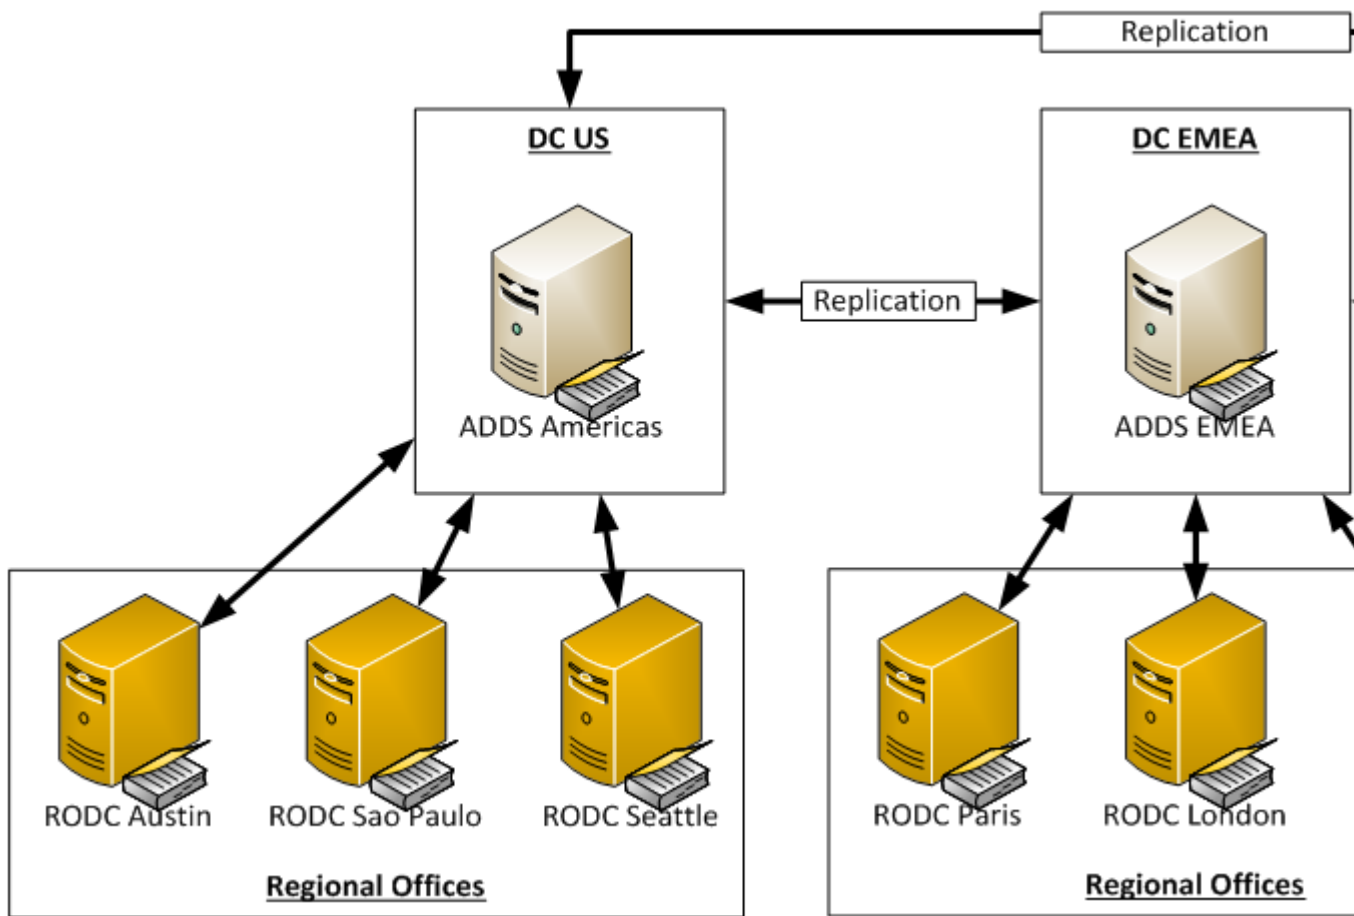 Replication
DC US
DC EMEA
Replication
ADDS Americas
ADDS EMEA
RODC Austin
RODC Sao Paulo
RODC Seattle
RODC Paris
RODC London
Regional Offices
Regional Offices